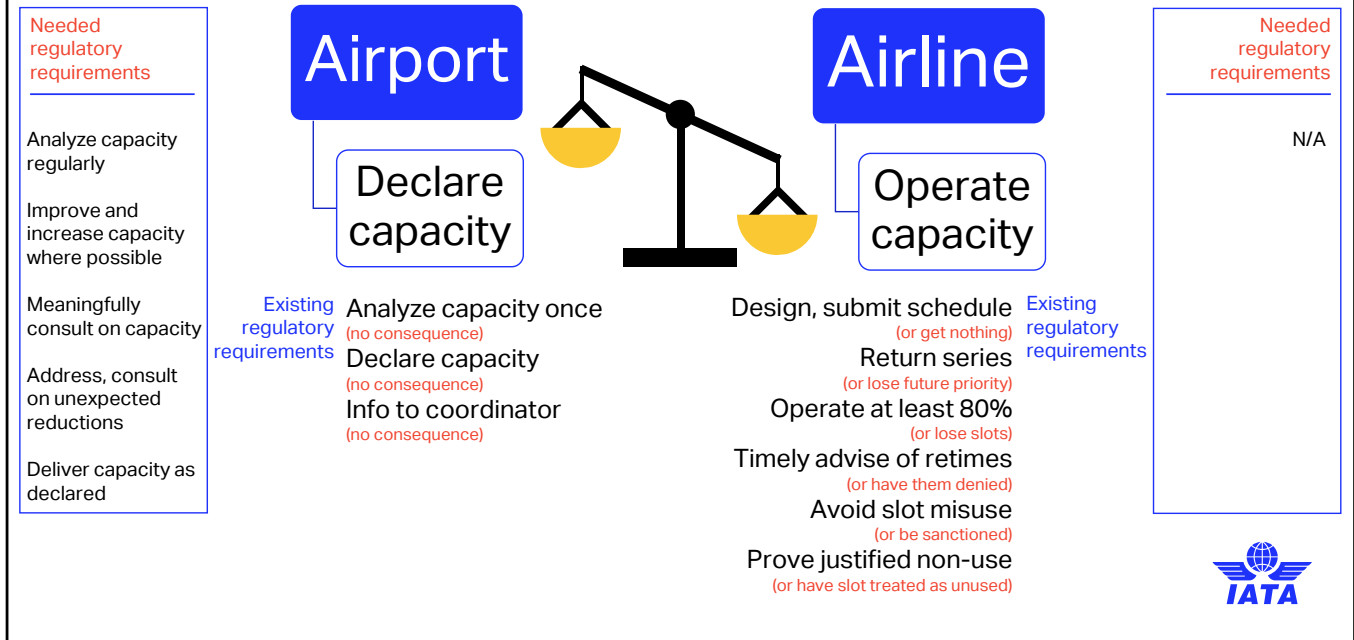 Needed
regulatory
requirements
Analyze capacity
regularly
Improve and
increase capacity
where possible
Meaningfully
consult on capacity
Address, consult
on unexpected
reductions
Deliver capacity as
declared
Airport
Declare
capacity
Existing
regulatory
requirements
Analyze capacity once
(no consequence)
Declare capacity
(no consequence)
Info to coordinator
(no consequence)
Airline
Operate
capacity
Design, submit schedule
(or get nothing)
Return series
(or lose future priority)
Operate at least 80%
(or lose slots)
Timely advise of retimes
(or have them denied)
Avoid slot misuse
(or be sanctioned)
Prove justified non-use
(or have slot treated as unused)
Existing
regulatory
requirements
Needed
regulatory
requirements
N/A
IATA